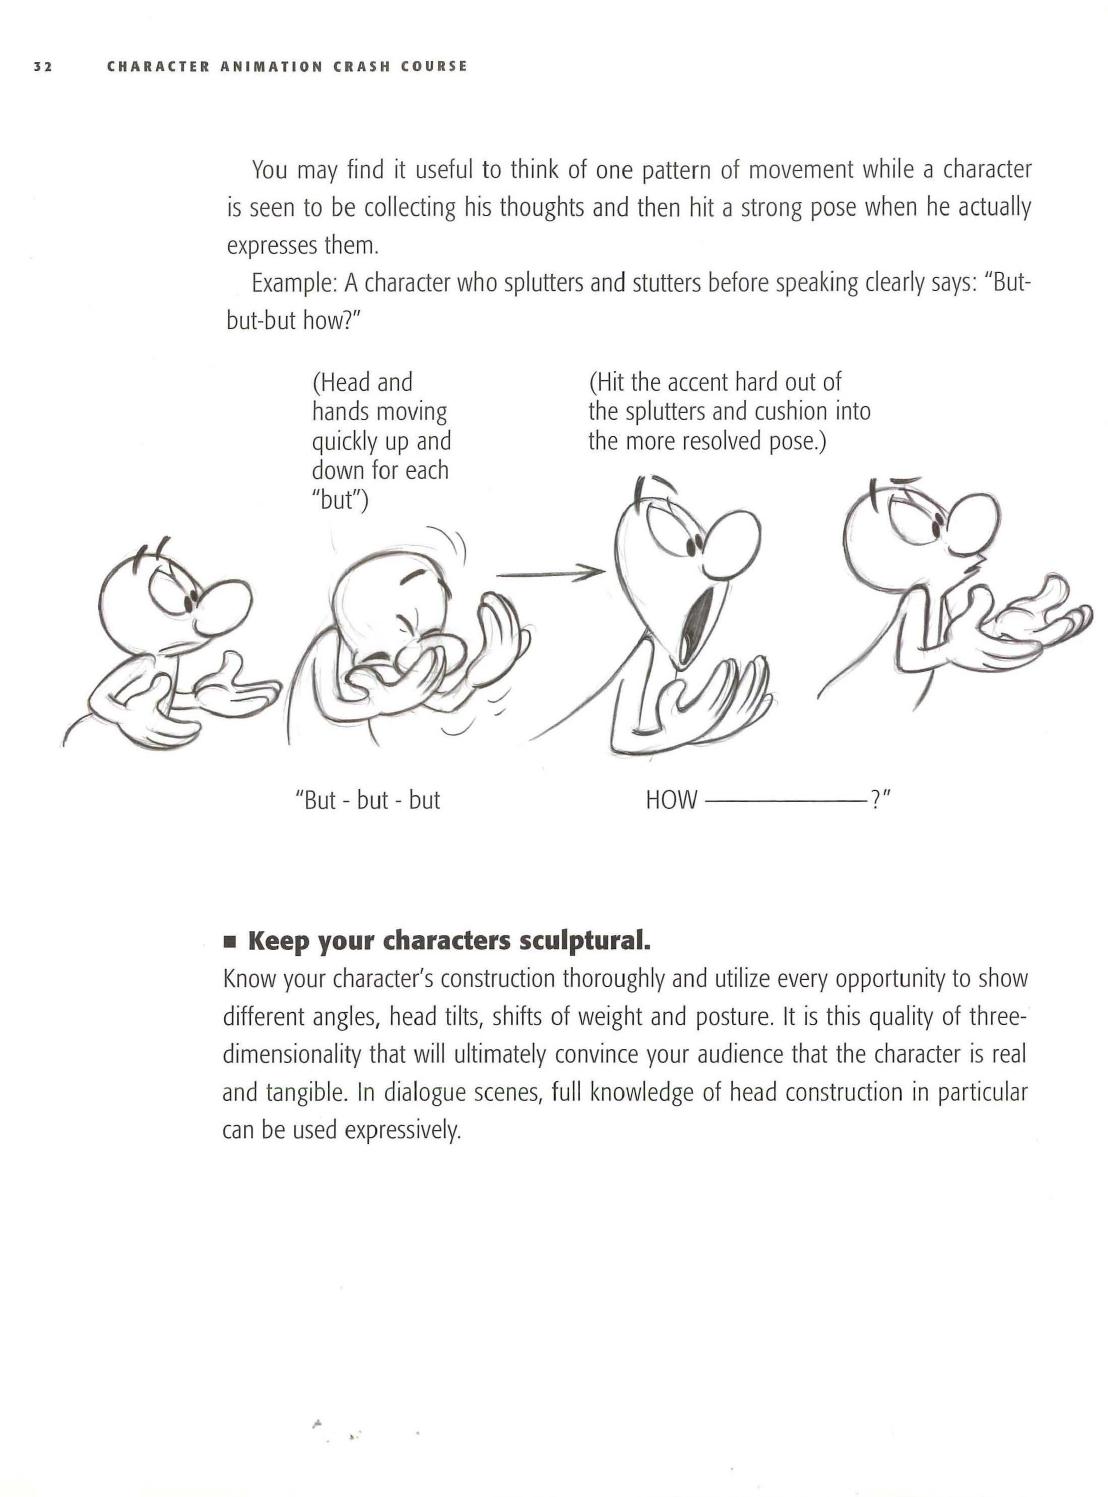 32 CHARACTER ANIMATION CRASH COURSE
You may find it useful to think of one pattern of movement while a character
is seen to be collecting his thoughts and then hit a strong pose when he actually
expresses them.
Example: A character who splutters and stutters before speaking clearly says: “But-
but-but how?”
(Head and
hands moving
quickly up and
down for each
“but”)
(Hit the accent hard out of
the splutters and cushion into
the more resolved pose.)
“But - but - but
HOW ——————?”
■ Keep your characters sculptural.
Know your character’s construction thoroughly and utilize every opportunity to show
different angles, head tilts, shifts of weight and posture. It is this quality of three-
dimensionality that will ultimately convince your audience that the character is real
and tangible. In dialogue scenes, full knowledge of head construction in particular
can be used expressively.